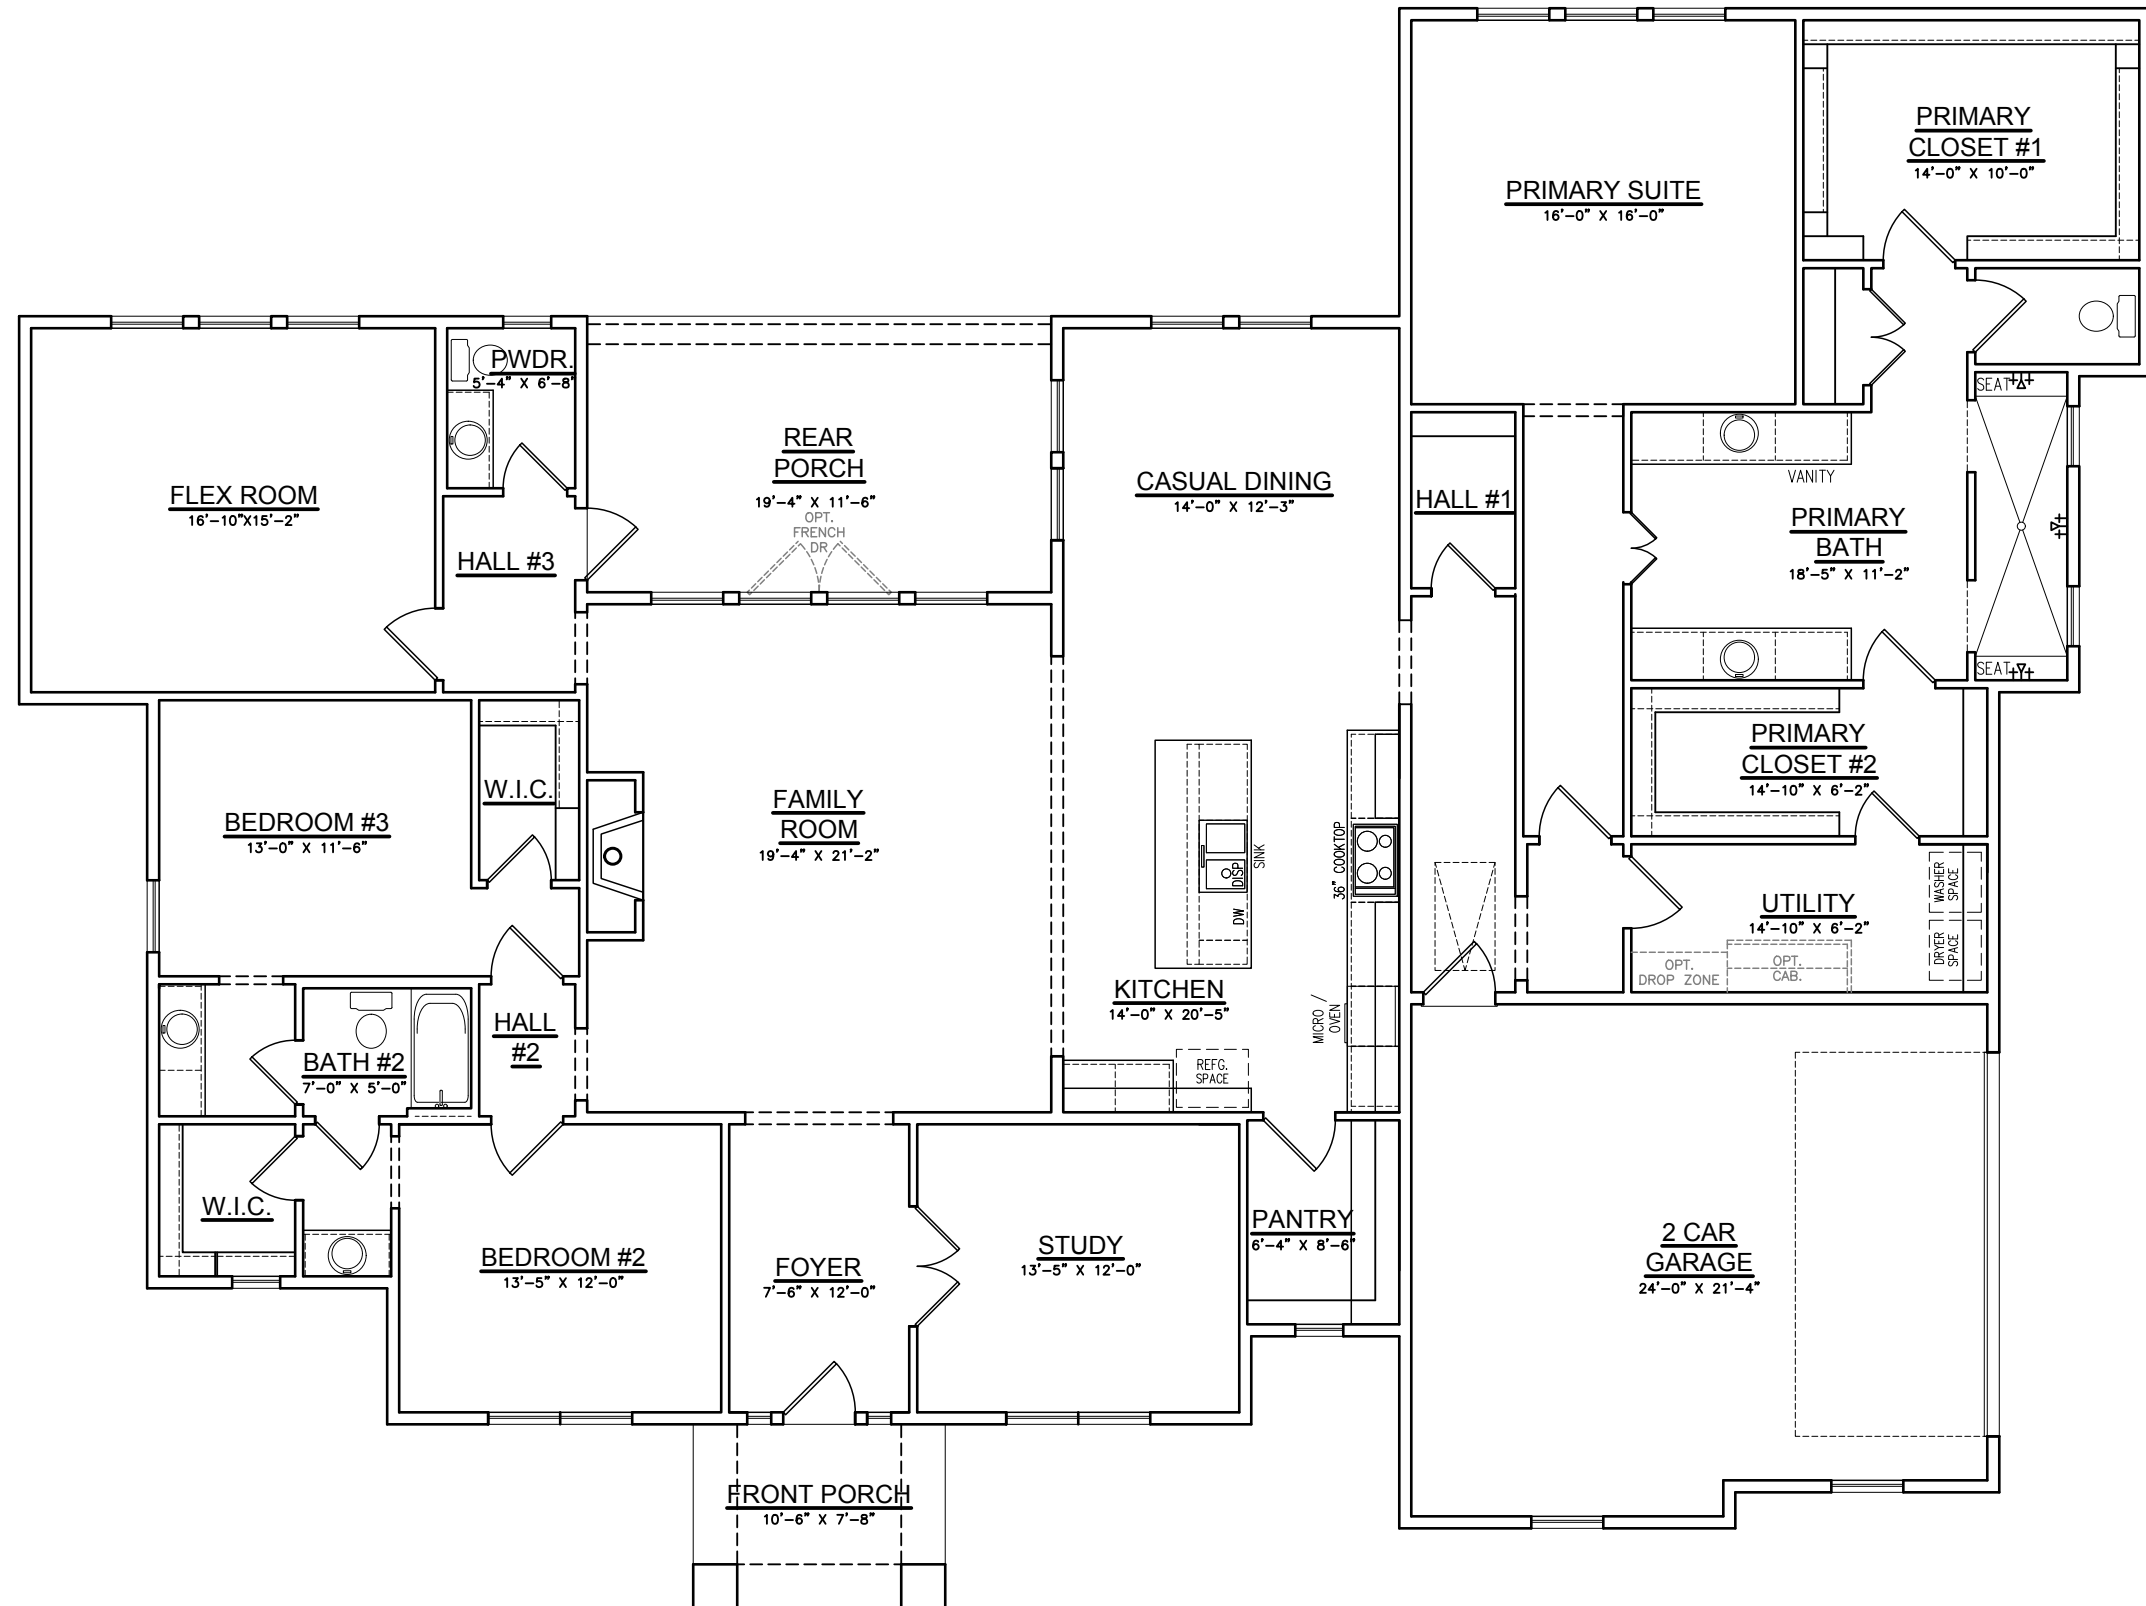 PRIMARY
CLOSET #1
14'-0" X 10'-0"
PRIMARY SUITE
16'-0" X 16'-0"
PWDR.
5'-4" X 6'-8"
SEAT
REAR
PORCH
19'-4" X 11'-6"
OPT.
FRENCH
DR
CASUAL DINING
14'-0" X 12'-3"
HALL #1
VANITY
PRIMARY
BATH
18'-5" X 11'-2"
FLEX ROOM
16'-10"X15'-2"
HALL #3
SEAT
PRIMARY
CLOSET #2
14'-10" X 6'-2"
W.I.C.
BEDROOM #3
13'-0" X 11'-6"
FAMILY
ROOM
19'-4" X 21'-2"
SINK
DISP
DW
36" COOKTOP
UTILITY
14'-10" X 6'-2"
WASHER
SPACE
DRYER
SPACE
OPT.
DROP ZONE
OPT.
CAB.
KITCHEN
14'-0" X 20'-5"
MICRO /
OVEN
REFG.
SPACE
HALL
#2
BATH #2
7'-0" X 5'-0"
W.I.C.
BEDROOM #2
13'-5" X 12'-0"
FOYER
7'-6" X 12'-0"
STUDY
13'-5" X 12'-0"
PANTRY
6'-4" X 8'-6"
2 CAR
GARAGE
24'-0" X 21'-4"
FRONT PORCH
10'-6" X 7'-8"